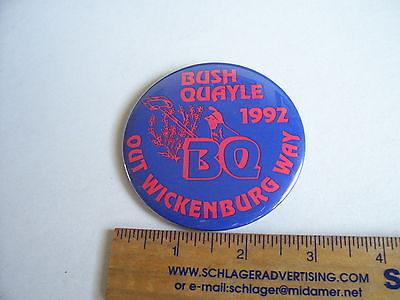 BUSH
QUAYLE
1992
BQ
OUT WICKENBURG WAY
1 2 3 4
WWW.SCHLAGERADVERTISING.COM
or e-mail:schlager@midamer.net